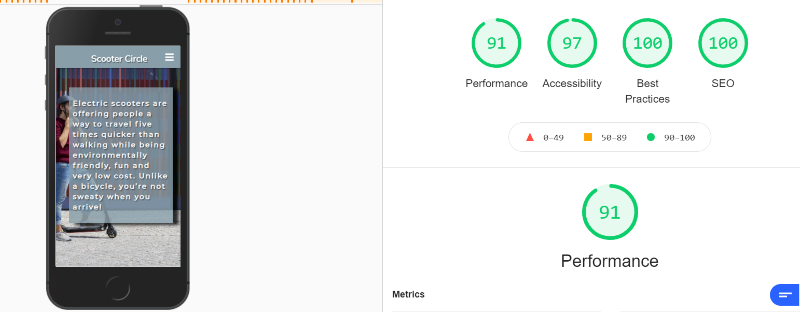 Scooter Circle
Electric scooters are
offering people a
way to travel five
times quicker than
walking while being
environmentally
friendly, fun and
very low cost. Unlike
a bicycle, you're not
sweaty when you
arrive!
91
97
100
100
Performance
Accessibility
Best
Practices
SEO
0–49
50–89
90–100
91
Performance
Metrics